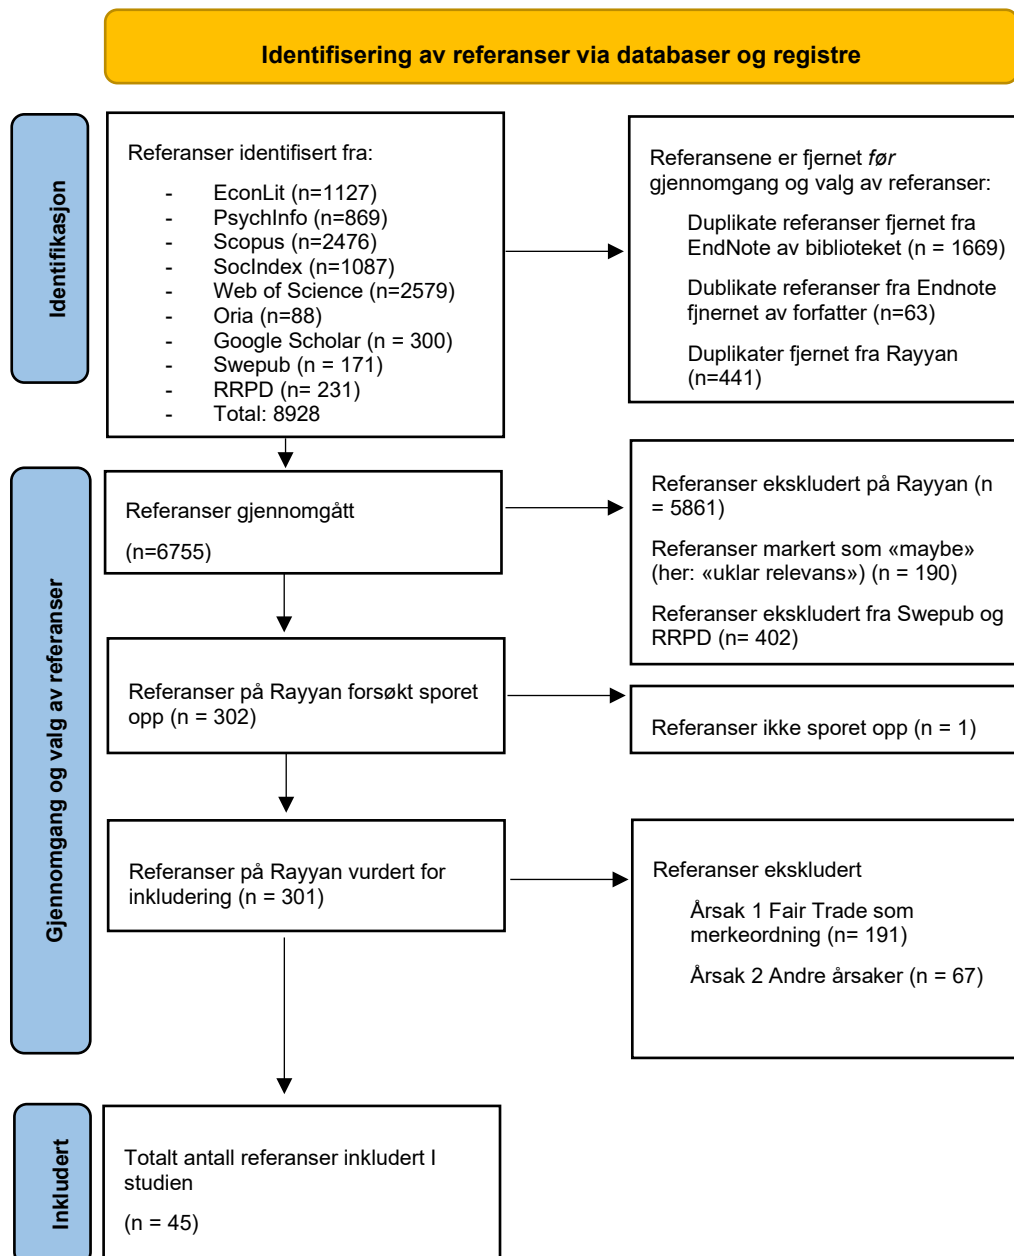 Identifisering av referanser via databaser og registre
Identifikasjon
Referanser identifisert fra:
- EconLit (n=1127)
- PsychInfo (n=869)
- Scopus (n=2476)
- SocIndex (n=1087)
- Web of Science (n=2579)
- Oria (n=88)
- Google Scholar (n = 300)
- Swepub (n = 171)
- RRPD (n= 231)
- Total: 8928
Referansene er fjernet før
gjennomgang og valg av referanser:
Duplikate referanser fjernet fra
EndNote av biblioteket (n = 1669)
Dublikate referanser fra Endnote
fjnernet av forfatter (n=63)
Duplikater fjernet fra Rayyan
(n=441)
Gjennomgang og valg av referanser
Referanser gjennomgått
(n=6755)
Referanser ekskludert på Rayyan (n
= 5861)
Referanser markert som «maybe»
(her: «uklar relevans») (n = 190)
Referanser ekskludert fra Swepub og
RRPD (n= 402)
Referanser på Rayyan forsøkt sporet
opp (n = 302)
Referanser ikke sporet opp (n = 1)
Referanser på Rayyan vurdert for
inkludering (n = 301)
Referanser ekskludert
Årsak 1 Fair Trade som
merkeordning (n= 191)
Årsak 2 Andre årsaker (n = 67)
Inkludert
Totalt antall referanser inkludert I
studien
(n = 45)